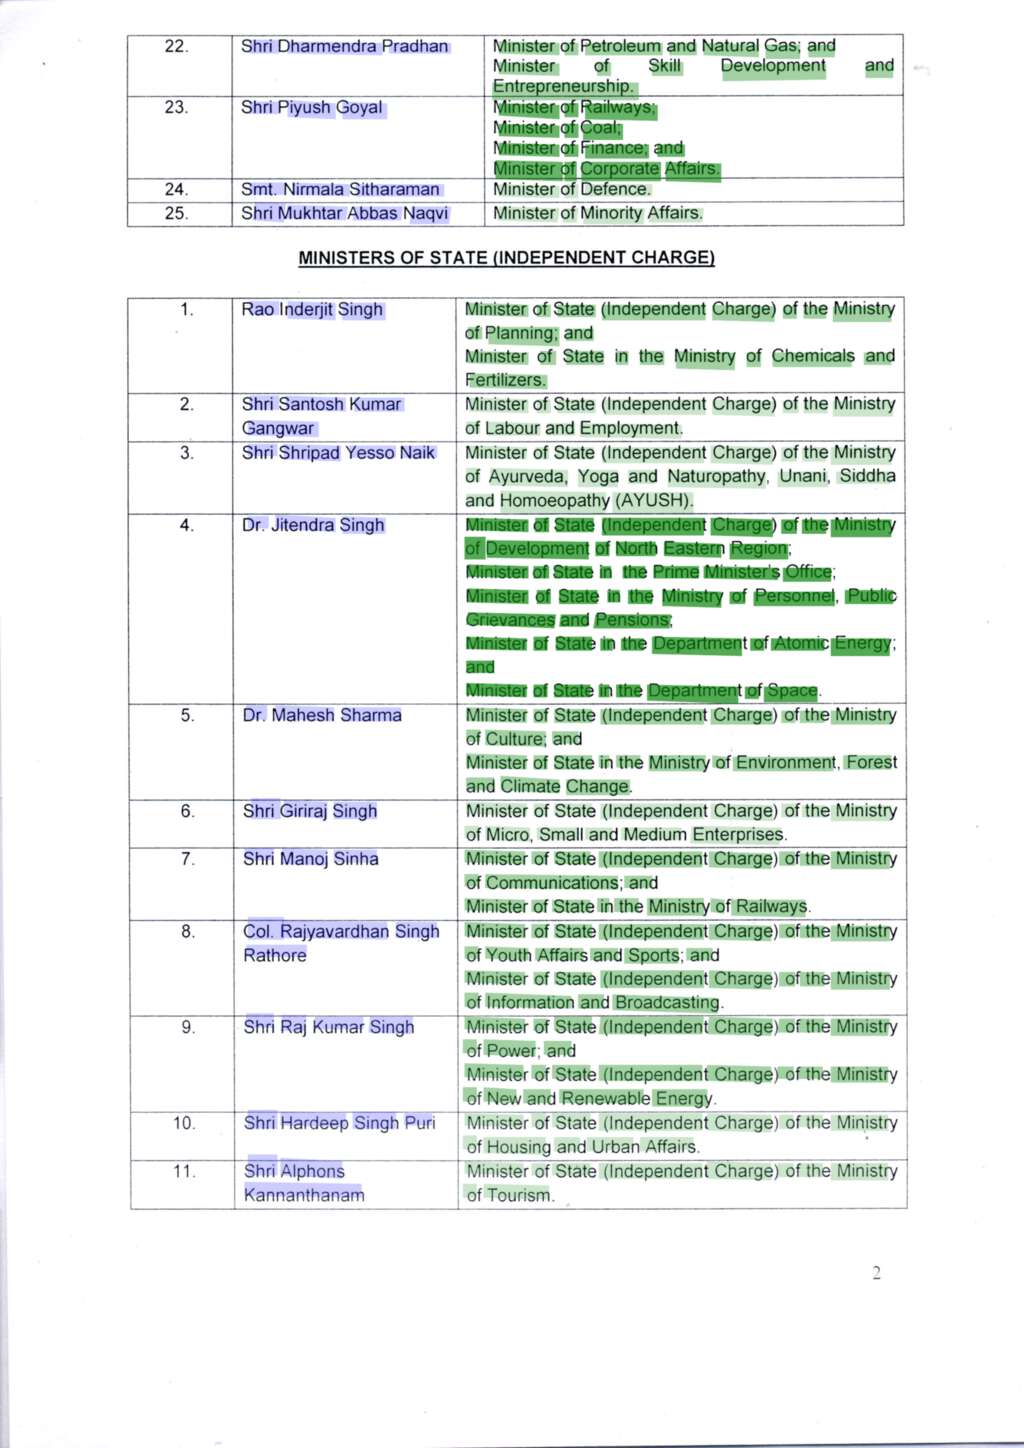 22. Shri Dharmendra Pradhan Minister of Petroleum and Natural Gas; and
Minister of Skill Development and
Entrepreneurship.
23. Shri Piyush Goyal Minister of Railways;
Minister of Coal;
Minister of Finance; and
Minister of Corporate Affairs.
24. Smt. Nirmala Sitharaman Minister of Defence.
25. Shri Mukhtar Abbas Naqvi Minister of Minority Affairs.
MINISTERS OF STATE (INDEPENDENT CHARGE)
1. Rao Inderjit Singh Minister of State (Independent Charge) of the Ministry
of Planning; and
Minister of State in the Ministry of Chemicals and
Fertilizers.
2. Shri Santosh Kumar Minister of State (Independent Charge) of the Ministry
Gangwar of Labour and Employment.
3. Shri Shripad Yesso Naik Minister of State (Independent Charge) of the Ministry
of Ayurveda, Yoga and Naturopathy, Unani, Siddha
and Homoeopathy (AYUSH).
4. Dr. Jitendra Singh Minister of State (Independent Charge) of the Ministry
of Development of North Eastern Region;
Minister of State in the Prime Minister's Office;
Minister of State in the Ministry of Personnel, Public
Grievances and Pensions;
Minister of State in the Department of Atomic Energy;
and
Minister of State in the Department of Space.
5. Dr. Mahesh Sharma Minister of State (Independent Charge) of the Ministry
of Culture; and
Minister of State in the Ministry of Environment, Forest
and Climate Change.
6. Shri Giriraj Singh Minister of State (Independent Charge) of the Ministry
of Micro, Small and Medium Enterprises.
7. Shri Manoj Sinha Minister of State (Independent Charge) of the Ministry
of Communications; and
Minister of State in the Ministry of Railways.
8. Col. Rajyavardhan Singh Minister of State (Independent Charge) of the Ministry
Rathore of Youth Affairs and Sports; and
Minister of State (Independent Charge) of the Ministry
of Information and Broadcasting.
9. Shri Raj Kumar Singh Minister of State (Independent Charge) of the Ministry
of Power; and
Minister of State (Independent Charge) of the Ministry
of New and Renewable Energy.
10. Shri Hardeep Singh Puri Minister of State (Independent Charge) of the Ministry
of Housing and Urban Affairs.
11. Shri Alphons Minister of State (Independent Charge) of the Ministry
Kannanthanam of Tourism.
2